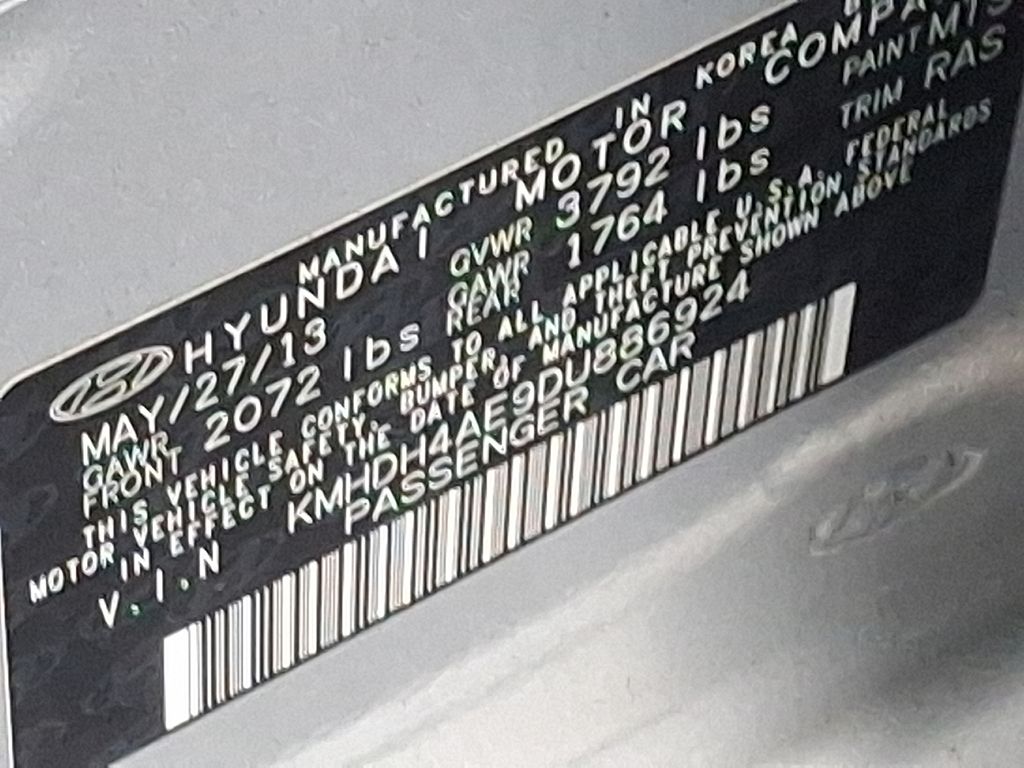 MANUFACTURED IN KOREA
HYUNDAI MOTOR COMPA
MAY/27/13 GVWR 3792 lbs PAINT MTS
GAWR FRONT 2072 lbs GAWR REAR 1764 lbs TRIM RAS
THIS VEHICLE CONFORMS TO ALL APPLICABLE U.S.A. FEDERAL
MOTOR VEHICLE SAFETY, BUMPER, AND THEFT PREVENTION STANDARDS
IN EFFECT ON THE DATE OF MANUFACTURE SHOWN ABOVE
V.I.N KMHDH4AE9DU886924
PASSENGER CAR